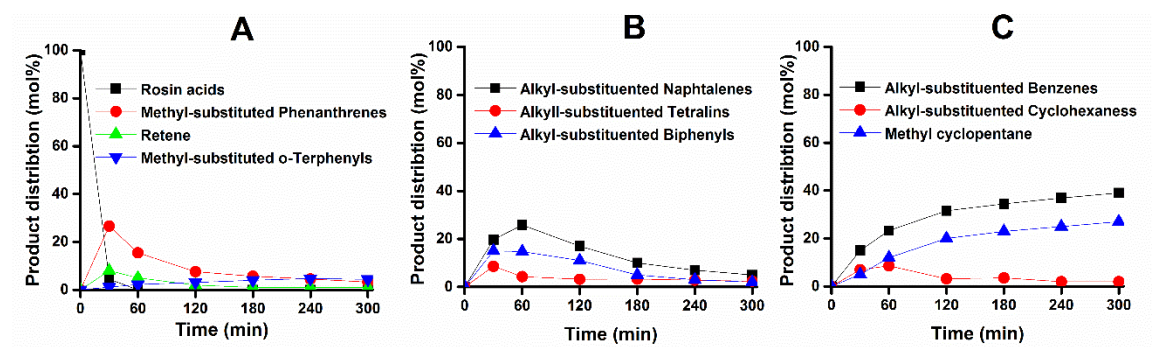 A
Product distribtion (mol%)
100
80
60
40
20
0
Rosin acids
Methyl-substituted Phenanthrenes
Retene
Methyl-substituted o-Terphenyls
0 60 120 180 240 300
Time (min)
B
Product distribtion (mol%)
100
80
60
40
20
0
Alkyl-substituented Naphtalenes
Alkyll-substituented Tetralins
Alkyl-substituented Biphenyls
0 60 120 180 240 300
Time (min)
C
Product distribtion (mol%)
100
80
60
40
20
0
Alkyl-substituented Benzenes
Alkyl-substituented Cyclohexaness
Methyl cyclopentane
0 60 120 180 240 300
Time (min)